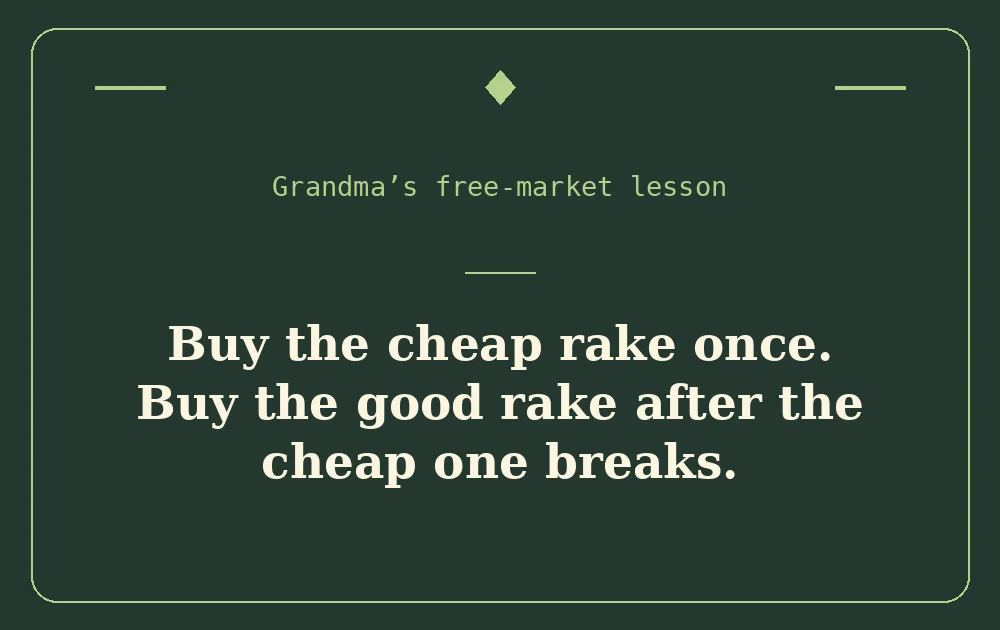 Grandma’s free-market lesson
Buy the cheap rake once.
Buy the good rake after the
cheap one breaks.